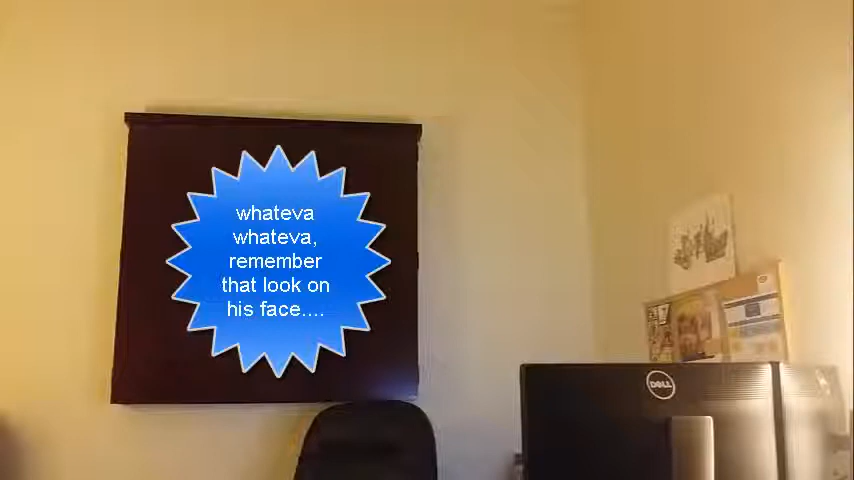 whateva
whateva,
remember
that look on
his face....
DELL